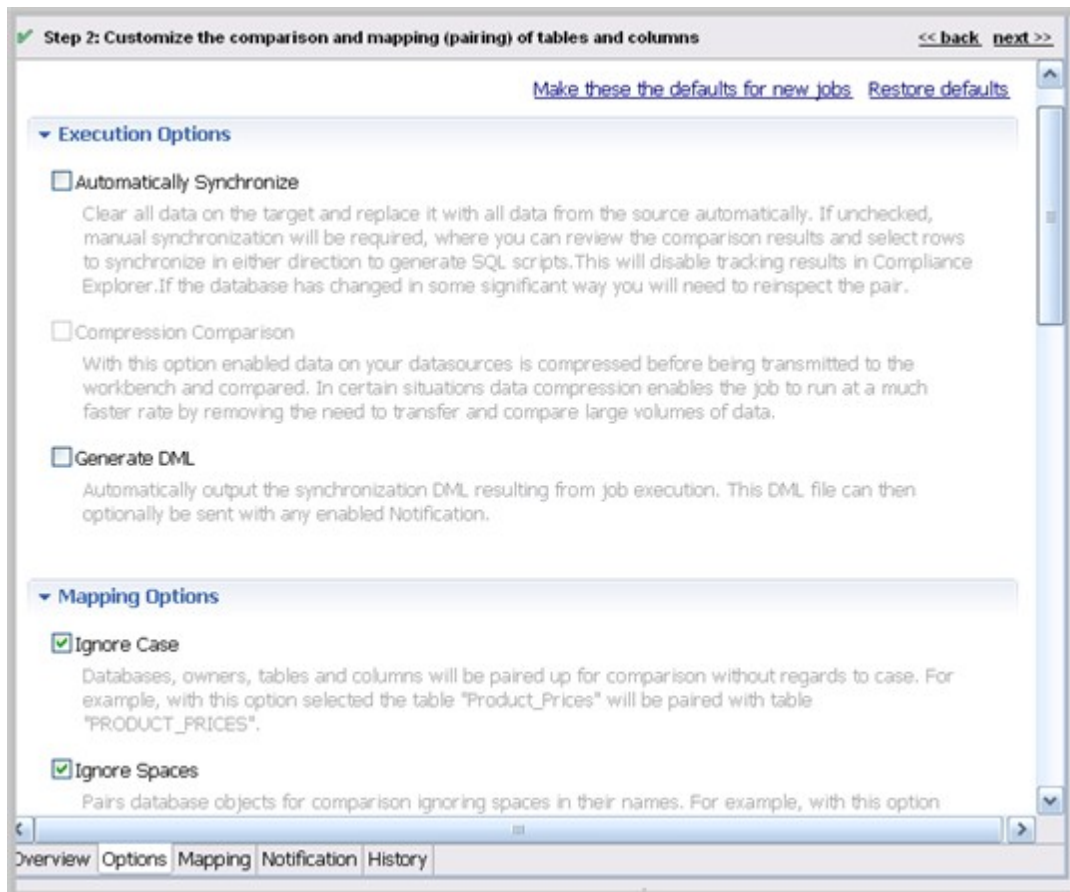 Step 2: Customize the comparison and mapping (pairing) of tables and columns
<< back next >>
Make these the defaults for new jobs Restore defaults
Execution Options
Automatically Synchronize
Clear all data on the target and replace it with all data from the source automatically. If unchecked,
manual synchronization will be required, where you can review the comparison results and select rows
to synchronize in either direction to generate SQL scripts.This will disable tracking results in Compliance
Explorer.If the database has changed in some significant way you will need to reinspect the pair.
Compression Comparison
With this option enabled data on your datasources is compressed before being transmitted to the
workbench and compared. In certain situations data compression enables the job to run at a much
faster rate by removing the need to transfer and compare large volumes of data.
Generate DML
Automatically output the synchronization DML resulting from job execution. This DML file can then
optionally be sent with any enabled Notification.
Mapping Options
Ignore Case
Databases, owners, tables and columns will be paired up for comparison without regards to case. For
example, with this option selected the table "Product_Prices" will be paired with table
"PRODUCT_PRICES".
Ignore Spaces
Pairs database objects for comparison ignoring spaces in their names. For example, with this option
Overview Options Mapping Notification History